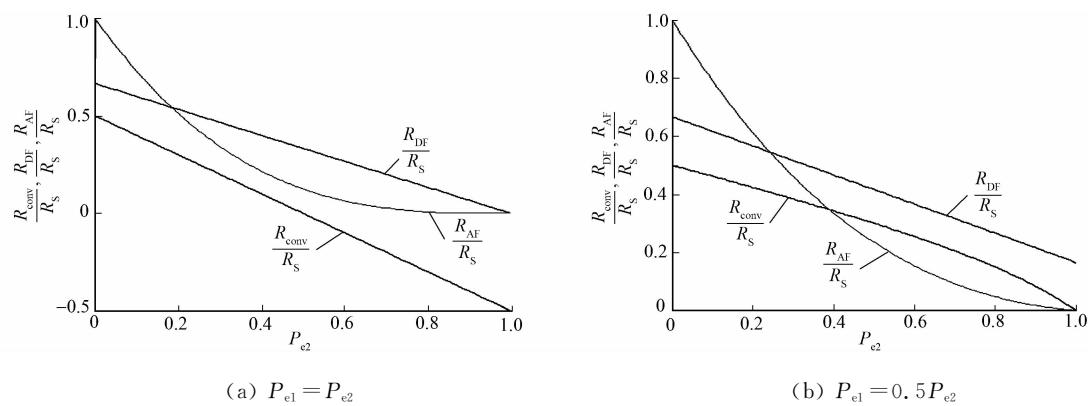 1.0
0.5
0
−0.5
R_conv/R_S, R_DF/R_S, R_AF/R_S
R_DF/R_S
R_AF/R_S
R_conv/R_S
0 0.2 0.4 0.6 0.8 1.0
P_e2
(a) P_e1=P_e2
1.0
0.8
0.6
0.4
0.2
0
R_conv/R_S, R_DF/R_S, R_AF/R_S
R_DF/R_S
R_conv/R_S
R_AF/R_S
0 0.2 0.4 0.6 0.8 1.0
P_e2
(b) P_e1=0.5P_e2